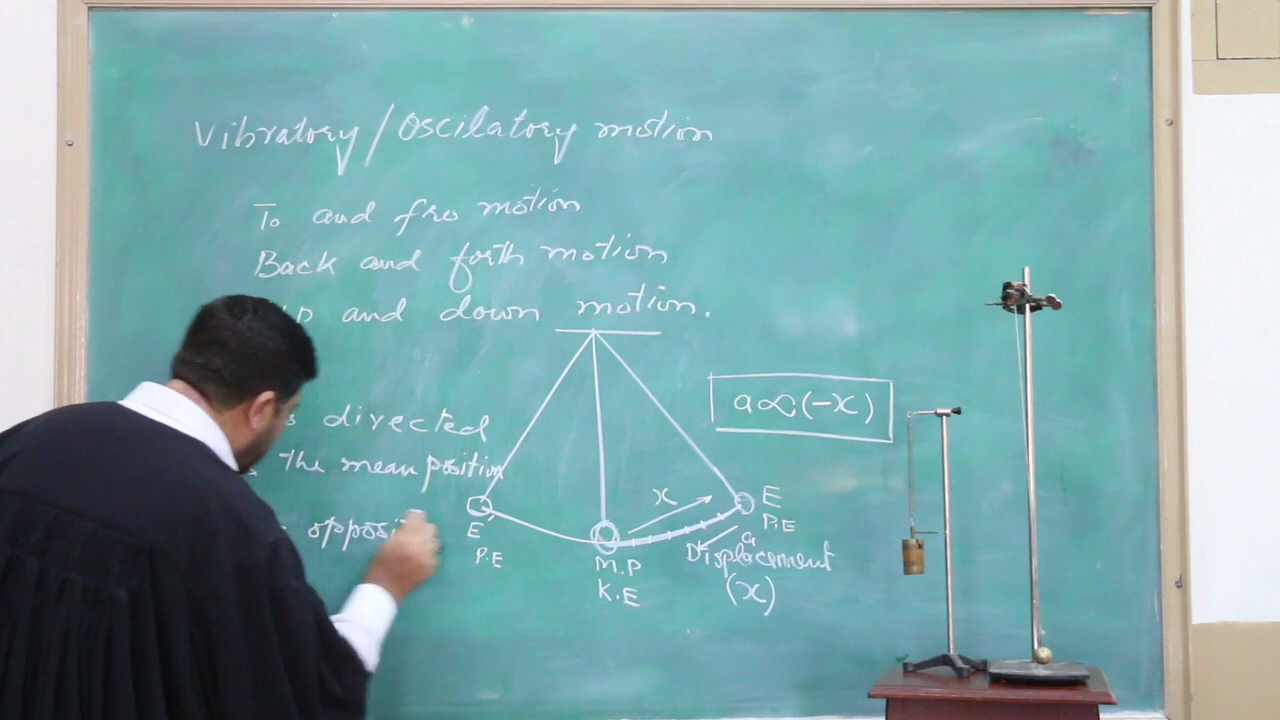 Vibratory/Oscilatory motion
To and fro motion
Back and forth motion
and down motion.
directed
the mean position
a∝(-x)
x
E
P.E
E'
P.E
a
M.P
K.E
Displacement
(x)